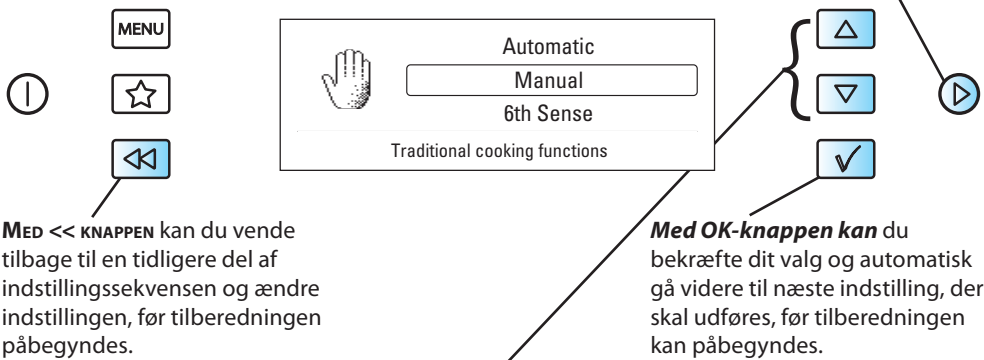 MENU
Automatic
Manual
6th Sense
Traditional cooking functions
MED << KNAPPEN kan du vende
tilbage til en tidligere del af
indstillingssekvensen og ændre
indstillingen, før tilberedningen
påbegyndes.
Med OK-knappen kan du
bekræfte dit valg og automatisk
gå videre til næste indstilling, der
skal udføres, før tilberedningen
kan påbegyndes.